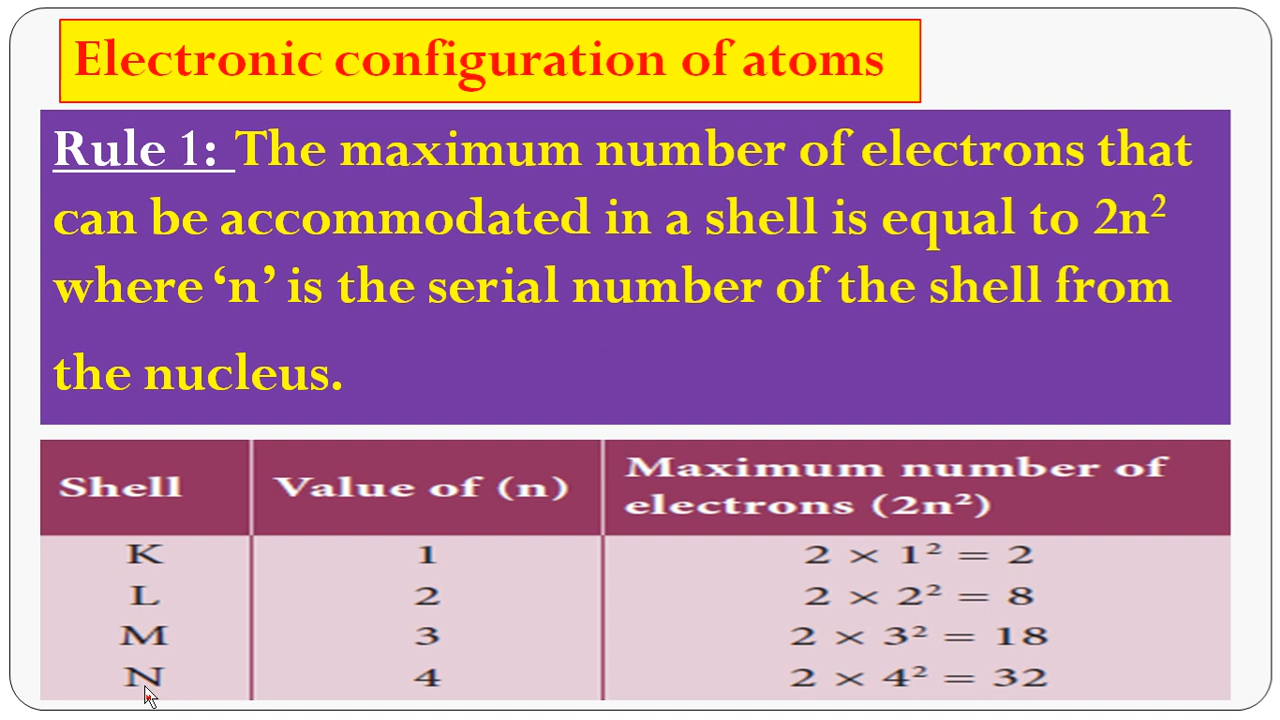 Electronic configuration of atoms
Rule 1: The maximum number of electrons that
can be accommodated in a shell is equal to 2n²
where ‘n’ is the serial number of the shell from
the nucleus.
Shell Value of (n) Maximum number of
electrons (2n²)
K 1 2 × 1² = 2
L 2 2 × 2² = 8
M 3 2 × 3² = 18
N 4 2 × 4² = 32